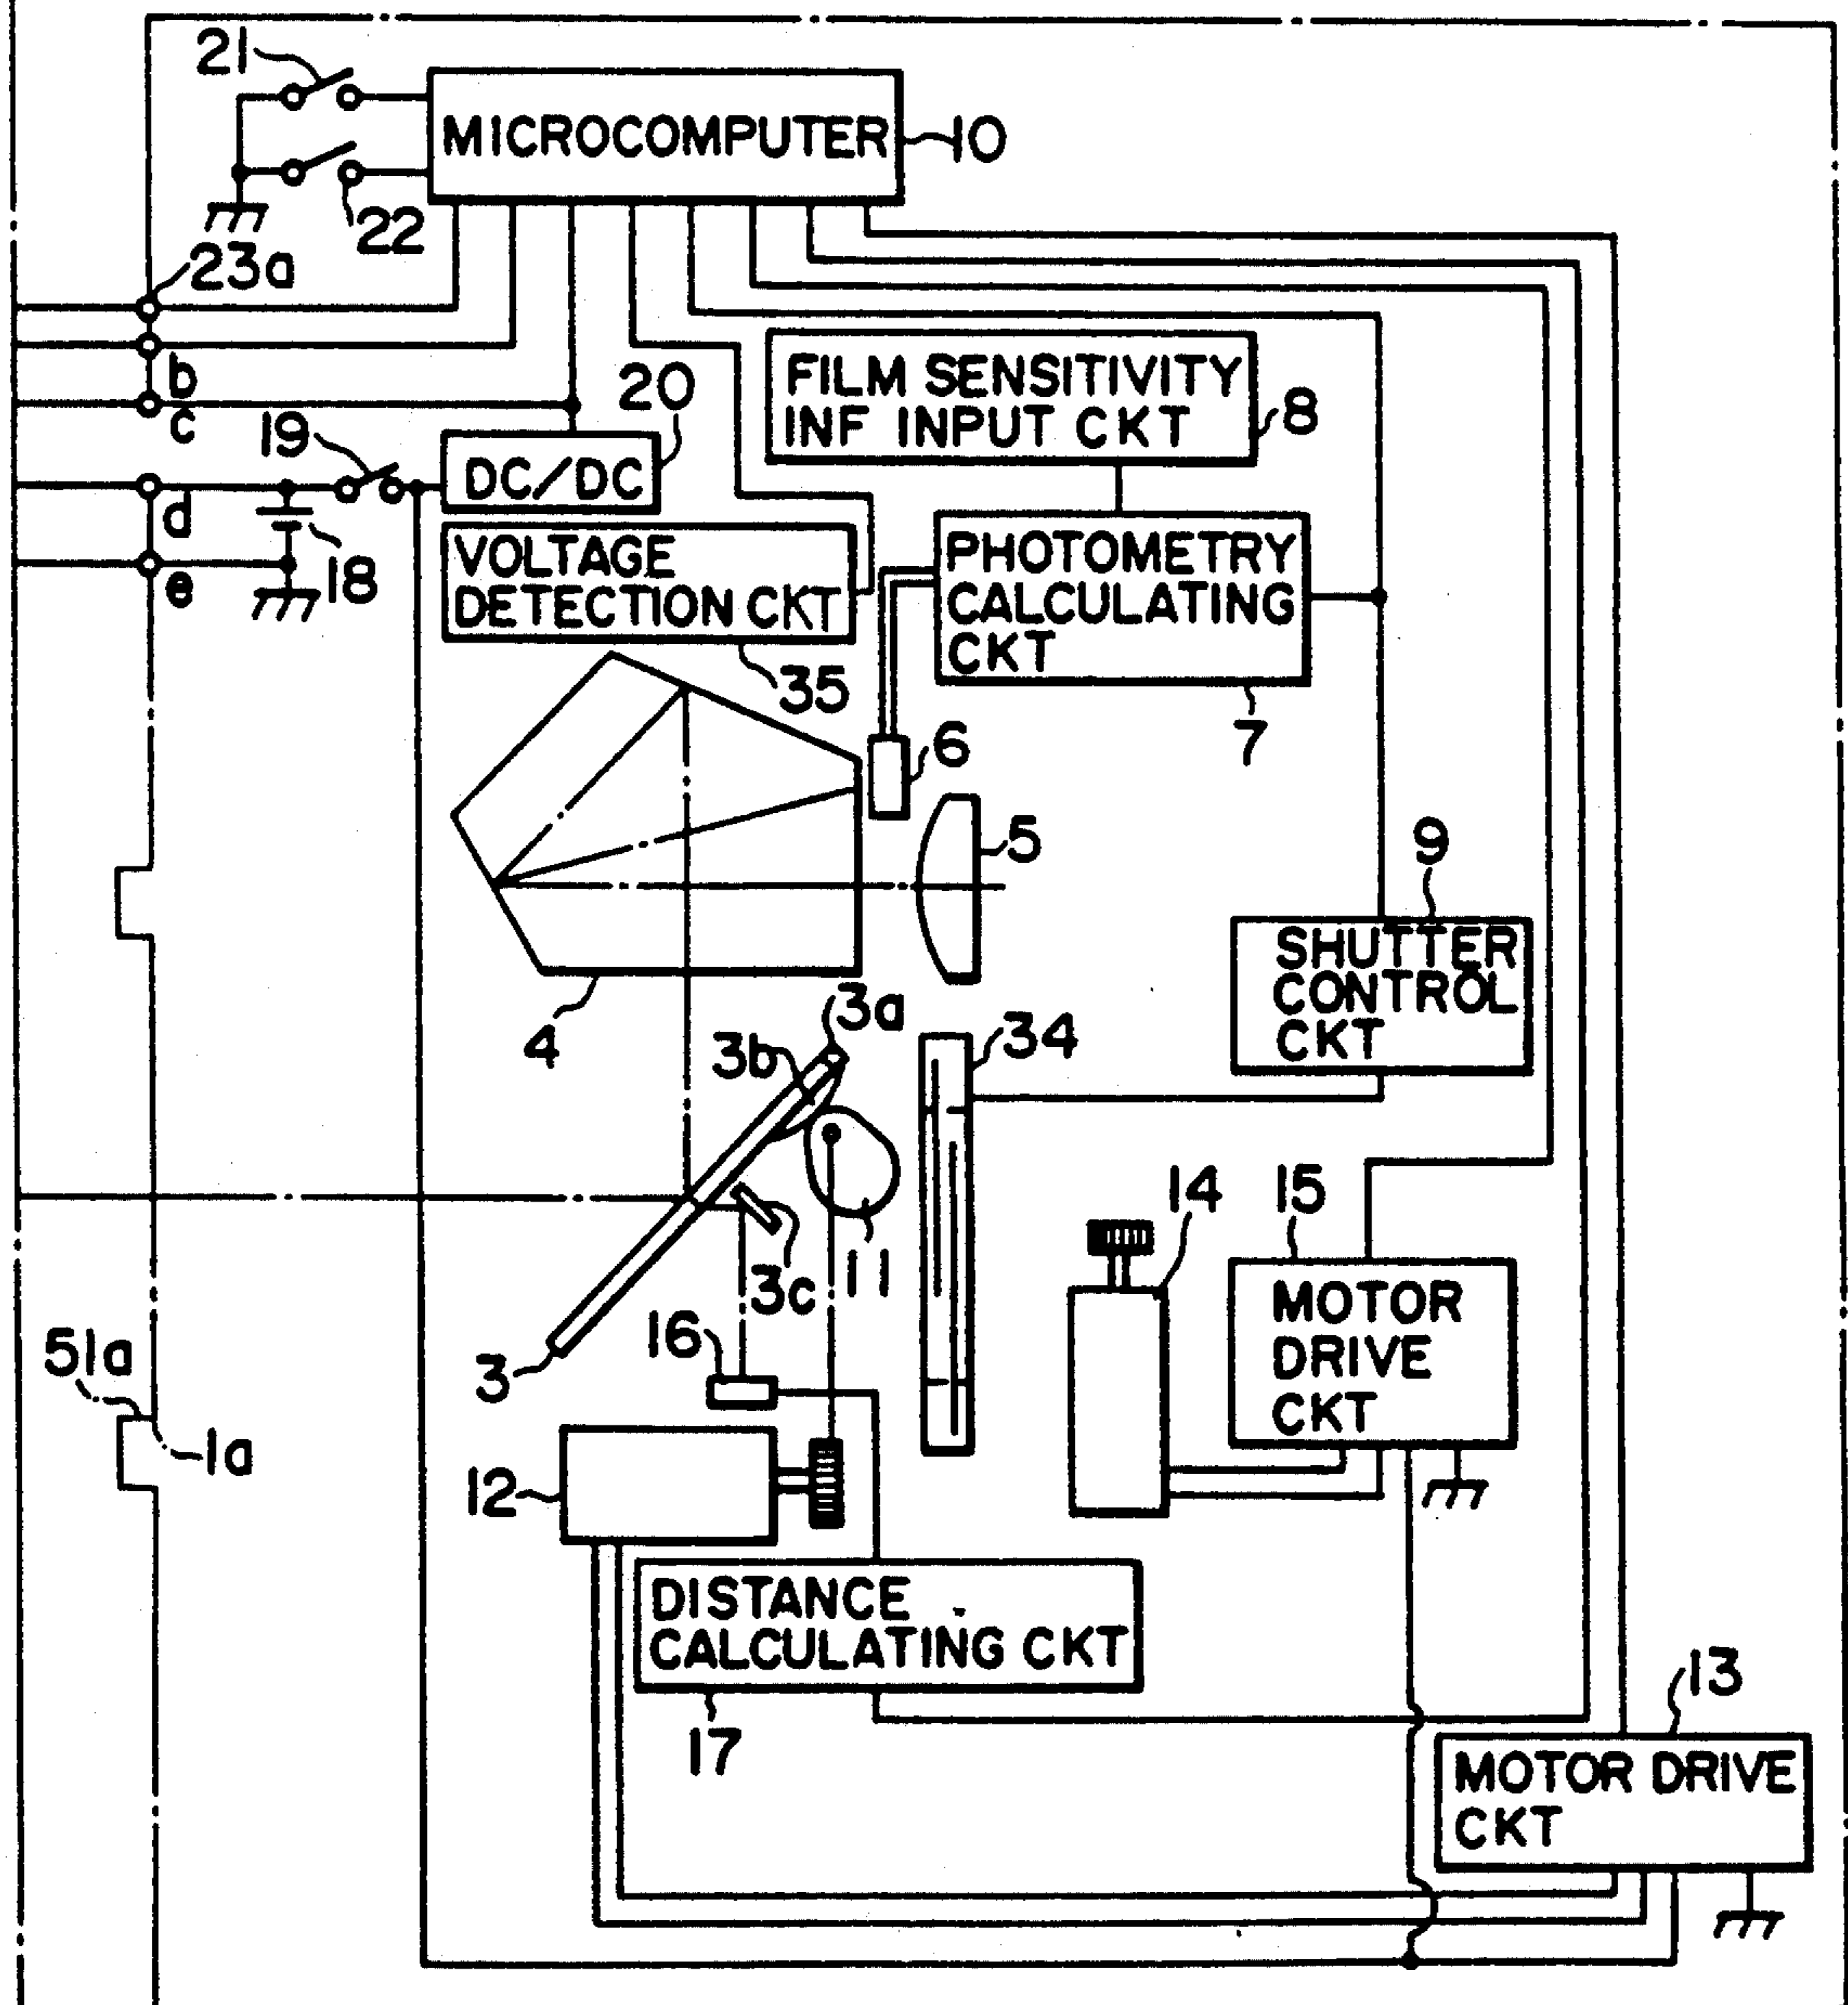 21
MICROCOMPUTER
10
22
23a
b
c
20
FILM SENSITIVITY
INF INPUT CKT
8
19
DC/DC
d
VOLTAGE
DETECTION CKT
18
e
PHOTOMETRY
CALCULATING
CKT
35
7
6
5
9
SHUTTER
CONTROL
CKT
4
3a
3b
34
14
15
11
3c
MOTOR
DRIVE
CKT
51a
16
3
1a
12
DISTANCE
CALCULATING CKT
17
13
MOTOR DRIVE
CKT